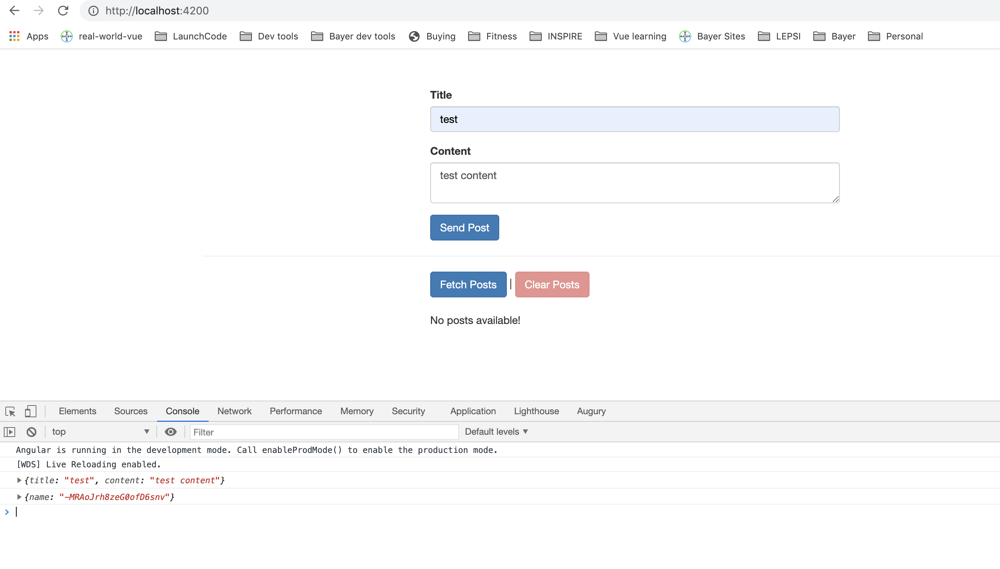 http://localhost:4200
Apps real-world-vue LaunchCode Dev tools Bayer dev tools Buying Fitness INSPIRE Vue learning Bayer Sites LEPSI Bayer Personal
Title
test
Content
test content
Send Post
Fetch Posts | Clear Posts
No posts available!
Elements Sources Console Network Performance Memory Security Application Lighthouse Augury
top ▼ Filter Default levels ▼
Angular is running in the development mode. Call enableProdMode() to enable the production mode.
[WDS] Live Reloading enabled.
{title: "test", content: "test content"}
{name: "-MRAoJrh8zeG0ofD6snv"}